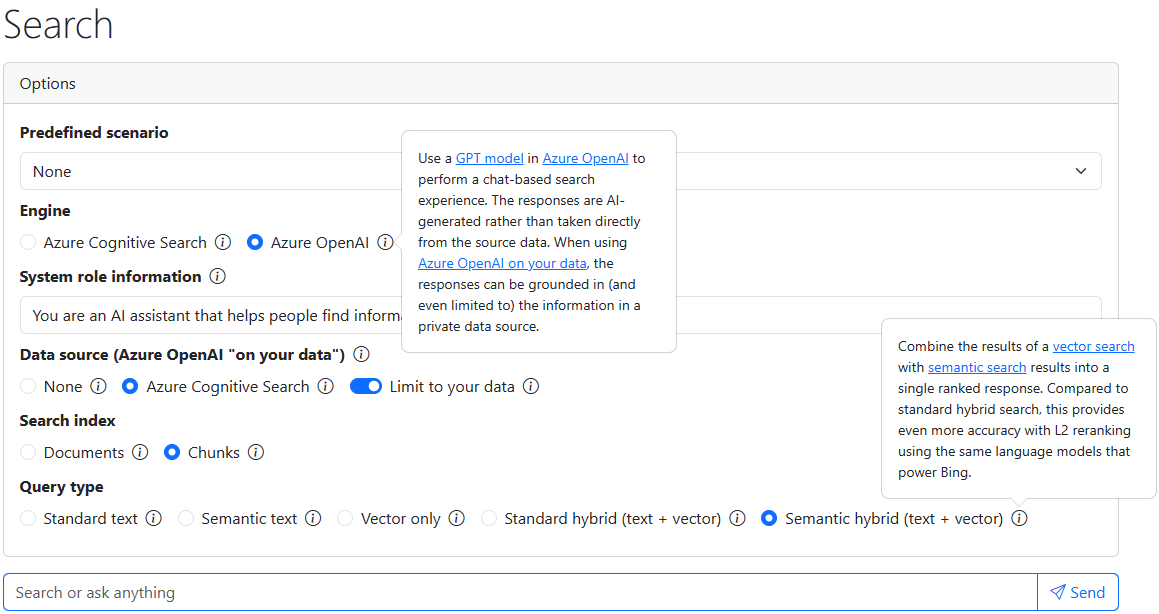 Search
Options
Predefined scenario
None
Use a GPT model in Azure OpenAI to
perform a chat-based search
experience. The responses are AI-
generated rather than taken directly
from the source data. When using
Azure OpenAI on your data, the
responses can be grounded in (and
even limited to) the information in a
private data source.
Engine
Azure Cognitive Search Azure OpenAI
System role information
You are an AI assistant that helps people find
Data source (Azure OpenAI "on your data")
None Azure Cognitive Search Limit to your data
Combine the results of a vector search
with semantic search results into a
single ranked response. Compared to
standard hybrid search, this provides
even more accuracy with L2 reranking
using the same language models that
power Bing.
Search index
Documents Chunks
Query type
Standard text Semantic text Vector only Standard hybrid (text + vector) Semantic hybrid (text + vector)
Search or ask anything
Send